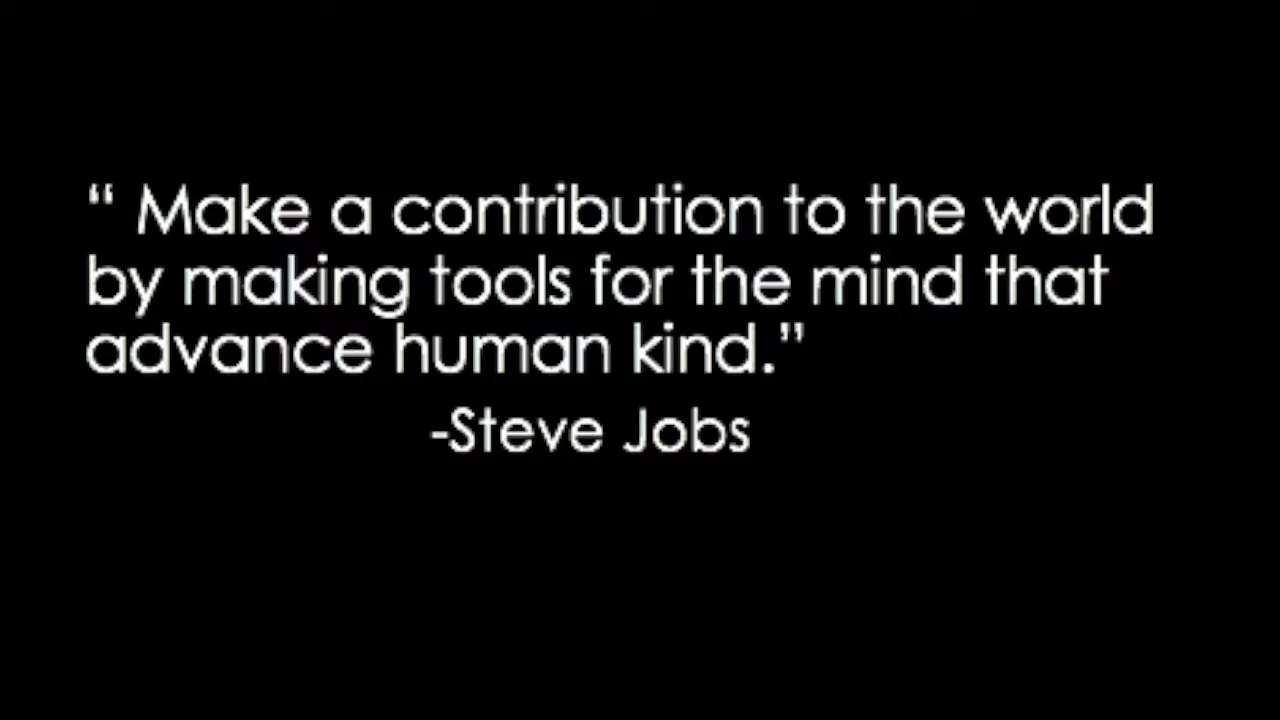 “ Make a contribution to the world
by making tools for the mind that
advance human kind.”
-Steve Jobs